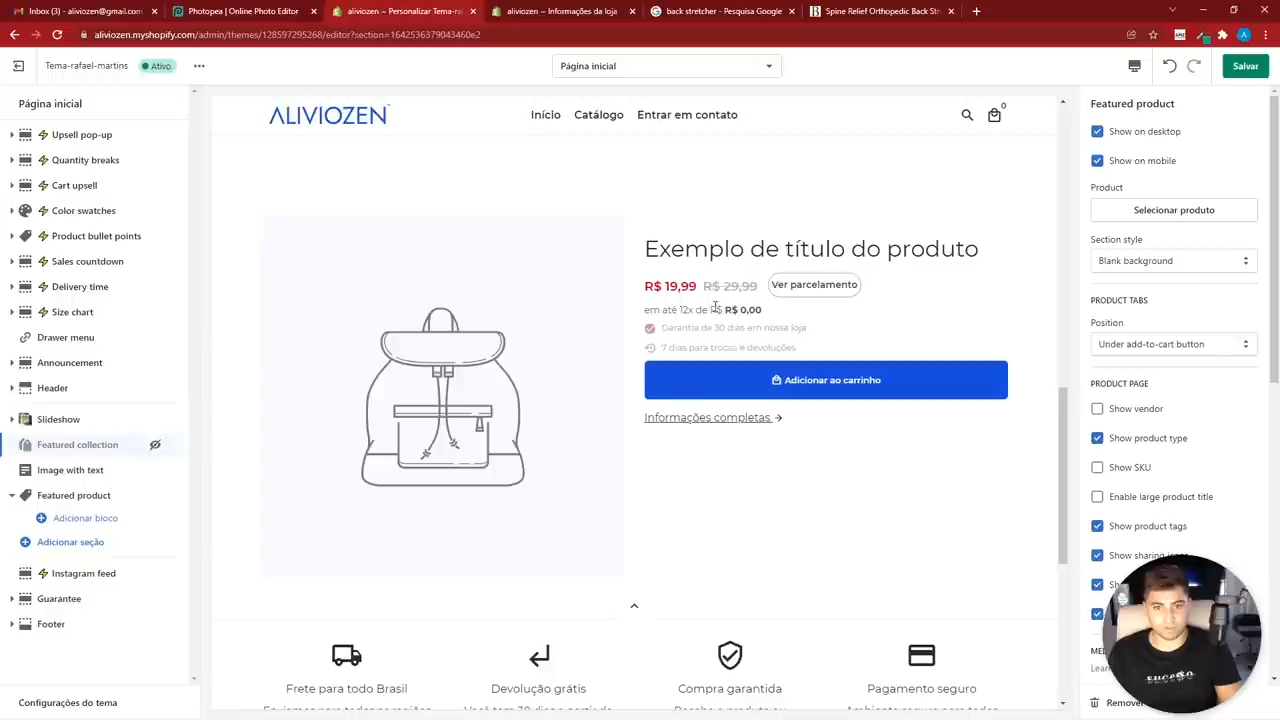 Inbox - aliviozen@gmail.com
Photopea | Online Photo Editor
aliviozen ~ Personalizar Tema-ra
aliviozen ~ Informações da loja
back stretcher - Pesquisa Google
Spine Relief Orthopedic Back Str
aliviozen.myshopify.com/admin/themes/128597295268/editor?section=1642536379043460e2
Tema-rafael-martins
Ativo
Página inicial
Salvar
Página inicial
Upsell pop-up
Quantity breaks
Cart upsell
Color swatches
Product bullet points
Sales countdown
Delivery time
Size chart
Drawer menu
Announcement
Header
Slideshow
Featured collection
Image with text
Featured product
Adicionar bloco
Adicionar seção
Instagram feed
Guarantee
Footer
Configurações do tema
ALIVIOZEN
Início Catálogo Entrar em contato
0
Exemplo de título do produto
R$ 19,99 R$ 29,99 Ver parcelamento
em até 12x de R$ R$ 0,00
Garantia de 30 dias em nossa loja
7 dias para trocas e devoluções
Adicionar ao carrinho
Informações completas
Frete para todo Brasil
Devolução grátis
Compra garantida
Pagamento seguro
Featured product
Show on desktop
Show on mobile
Product
Selecionar produto
Section style
Blank background
PRODUCT TABS
Position
Under add-to-cart button
PRODUCT PAGE
Show vendor
Show product type
Show SKU
Enable large product title
Show product tags
Show sharing
Remover